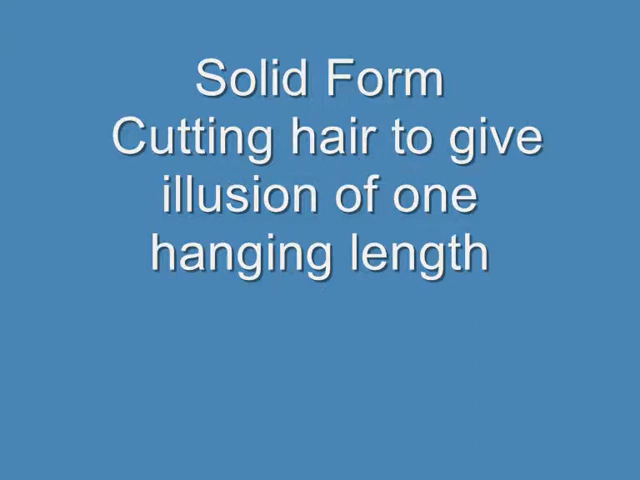 Solid Form
Cutting hair to give
illusion of one
hanging length